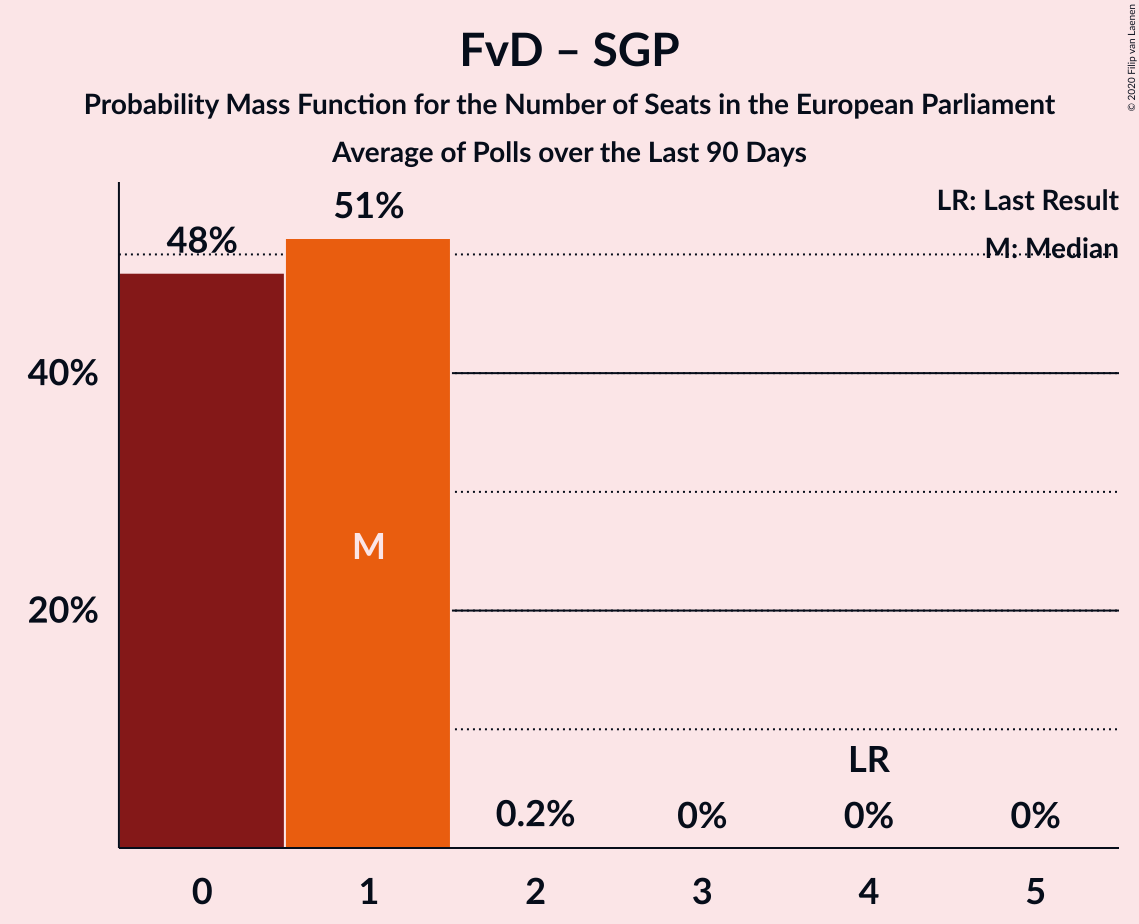 FvD – SGP
Probability Mass Function for the Number of Seats in the European Parliament
Average of Polls over the Last 90 Days
© 2020 Filip van Laenen
LR: Last Result
M: Median
48%
51%
40%
20%
M
LR
0.2%
0%
0%
0%
0
1
2
3
4
5